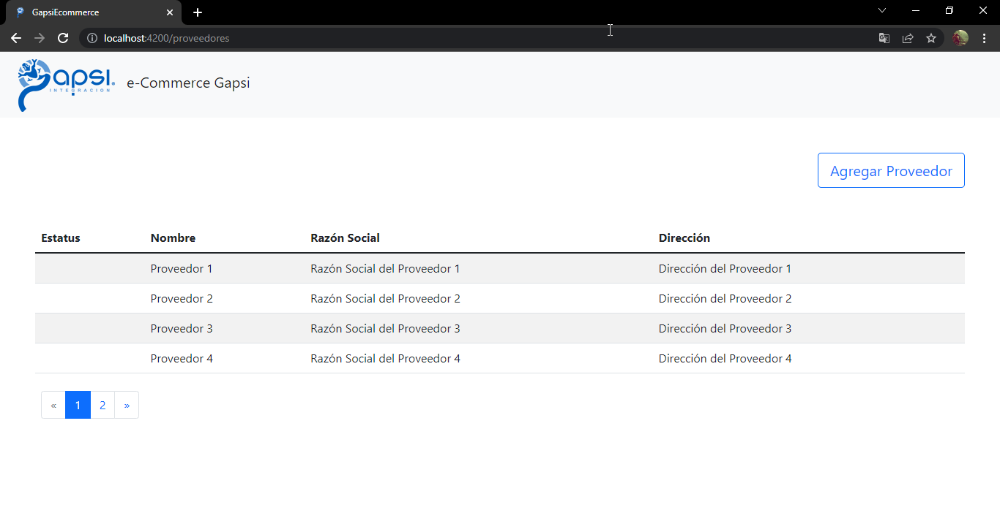 GapsiEcommerce
localhost:4200/proveedores
apsi.
INTEGRACION
e-Commerce Gapsi
Agregar Proveedor
Estatus Nombre Razón Social Dirección
Proveedor 1 Razón Social del Proveedor 1 Dirección del Proveedor 1
Proveedor 2 Razón Social del Proveedor 2 Dirección del Proveedor 2
Proveedor 3 Razón Social del Proveedor 3 Dirección del Proveedor 3
Proveedor 4 Razón Social del Proveedor 4 Dirección del Proveedor 4
« 1 2 »